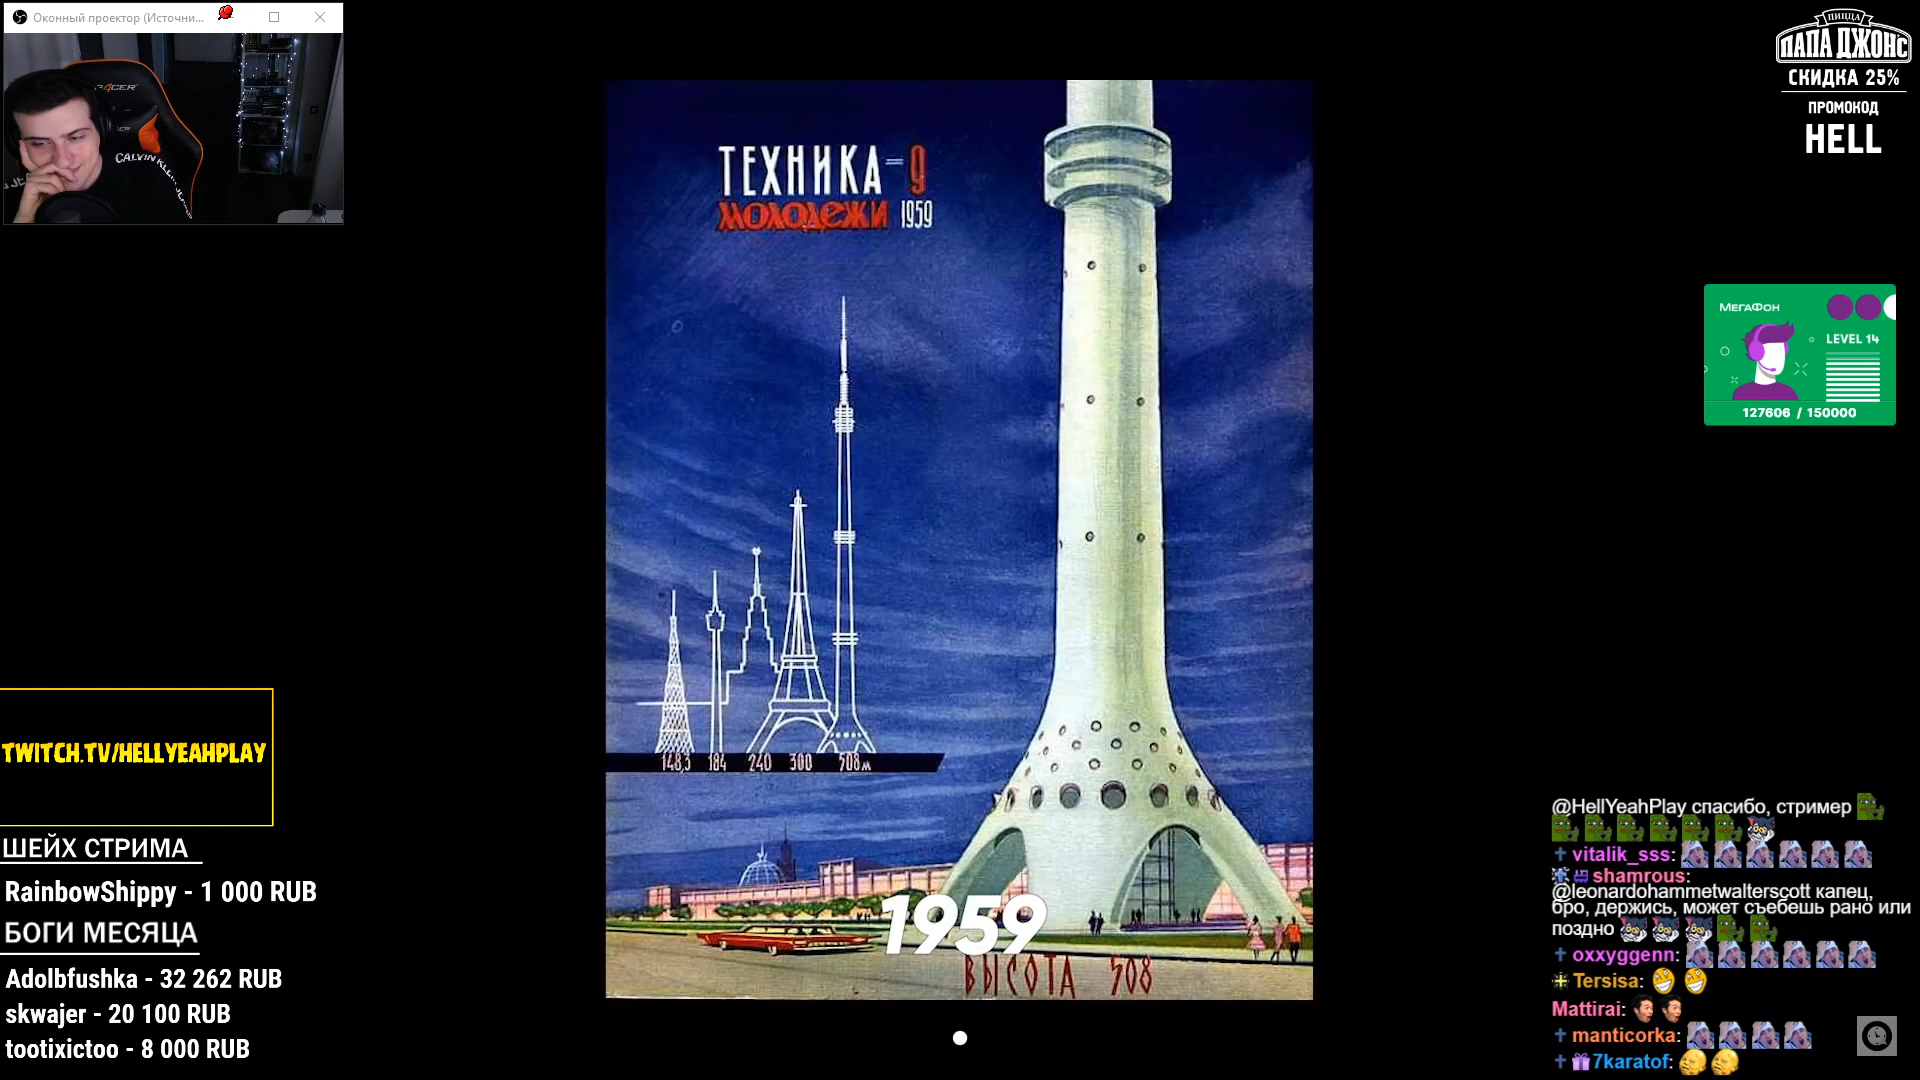 Оконный проектор (Источни...
CALVIN KLEIN JEANS
ТЕХНИКА-9
МОЛОДЕЖИ 1959
148,3 184 240 300 508м
1959
ВЫСОТА 508
ПИЦЦА
ПАПА ДЖОНС
СКИДКА 25%
ПРОМОКОД
HELL
МЕГАФОН
LEVEL 14
127606 / 150000
TWITCH.TV/HELLYEAHPLAY
ШЕЙХ СТРИМА
RainbowShippy - 1 000 RUB
БОГИ МЕСЯЦА
Adolbfushka - 32 262 RUB
skwajer - 20 100 RUB
tootixictoo - 8 000 RUB
@HellYeahPlay спасибо, стример
vitalik_sss:
shamrous:
@leonardohammetwalterscott капец,
бро, держись, может съебешь рано или
поздно
oxxyggenn:
Tersisa:
Mattirai:
manticorka:
7karatof: